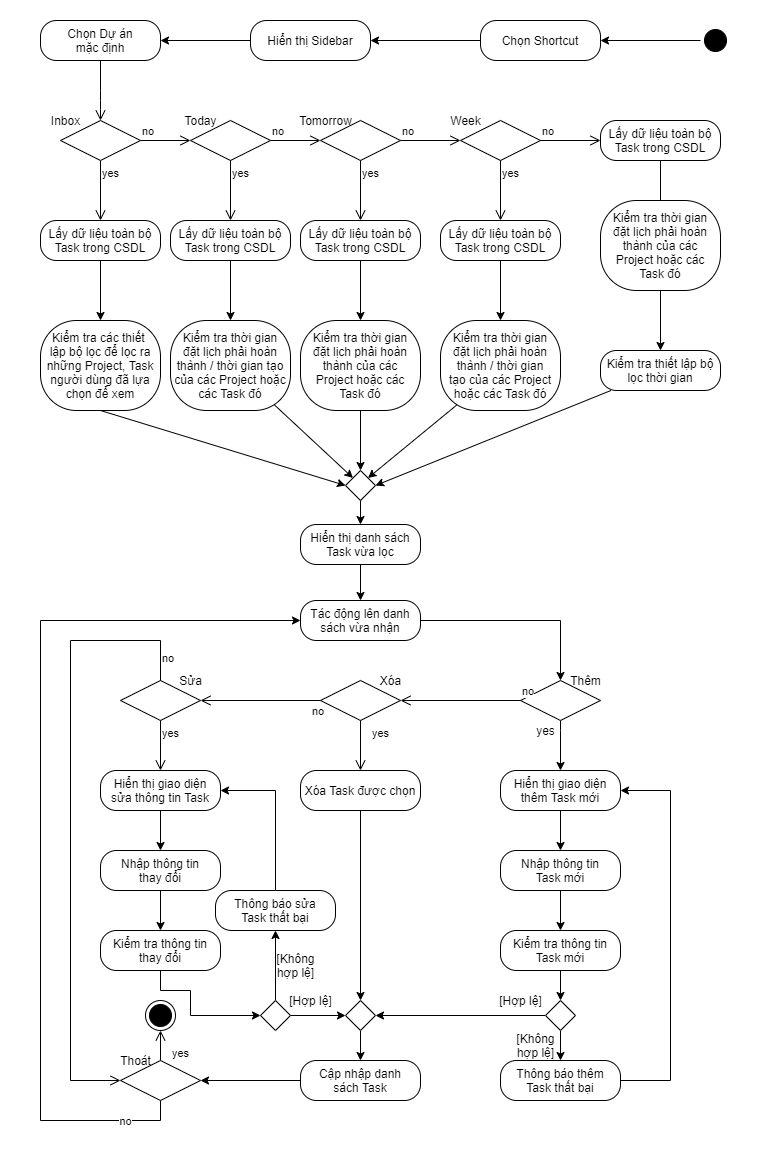 Chọn Dự án
mặc định
Hiển thị Sidebar
Chọn Shortcut
Inbox
no
Today
no
Tomorrow
no
Week
no
Lấy dữ liệu toàn bộ
Task trong CSDL
yes
yes
yes
yes
Lấy dữ liệu toàn bộ
Task trong CSDL
Lấy dữ liệu toàn bộ
Task trong CSDL
Lấy dữ liệu toàn bộ
Task trong CSDL
Lấy dữ liệu toàn bộ
Task trong CSDL
Kiểm tra thời gian
đặt lịch phải hoàn
thành của các
Project hoặc các
Task đó
Kiểm tra các thiết
lập bộ lọc để lọc ra
những Project, Task
người dùng đã lựa
chọn để xem
Kiểm tra thời gian
đặt lịch phải hoàn
thành / thời gian tạo
của các Project hoặc
các Task đó
Kiểm tra thời gian
đặt lịch phải hoàn
thành của các
Project hoặc các
Task đó
Kiểm tra thời gian
đặt lịch phải hoàn
thành / thời gian
tạo của các Project
hoặc các Task đó
Kiểm tra thiết lập bộ
lọc thời gian
Hiển thị danh sách
Task vừa lọc
Tác động lên danh
sách vừa nhận
no
Sửa
Xóa
Thêm
no
no
yes
yes
yes
Hiển thị giao diện
sửa thông tin Task
Xóa Task được chọn
Hiển thị giao diện
thêm Task mới
Nhập thông tin
thay đổi
Nhập thông tin
Task mới
Thông báo sửa
Task thất bại
Kiểm tra thông tin
thay đổi
Kiểm tra thông tin
Task mới
[Không
hợp lệ]
[Hợp lệ]
[Hợp lệ]
[Không
hợp lệ]
Thoát
yes
Cập nhập danh
sách Task
Thông báo thêm
Task thất bại
no